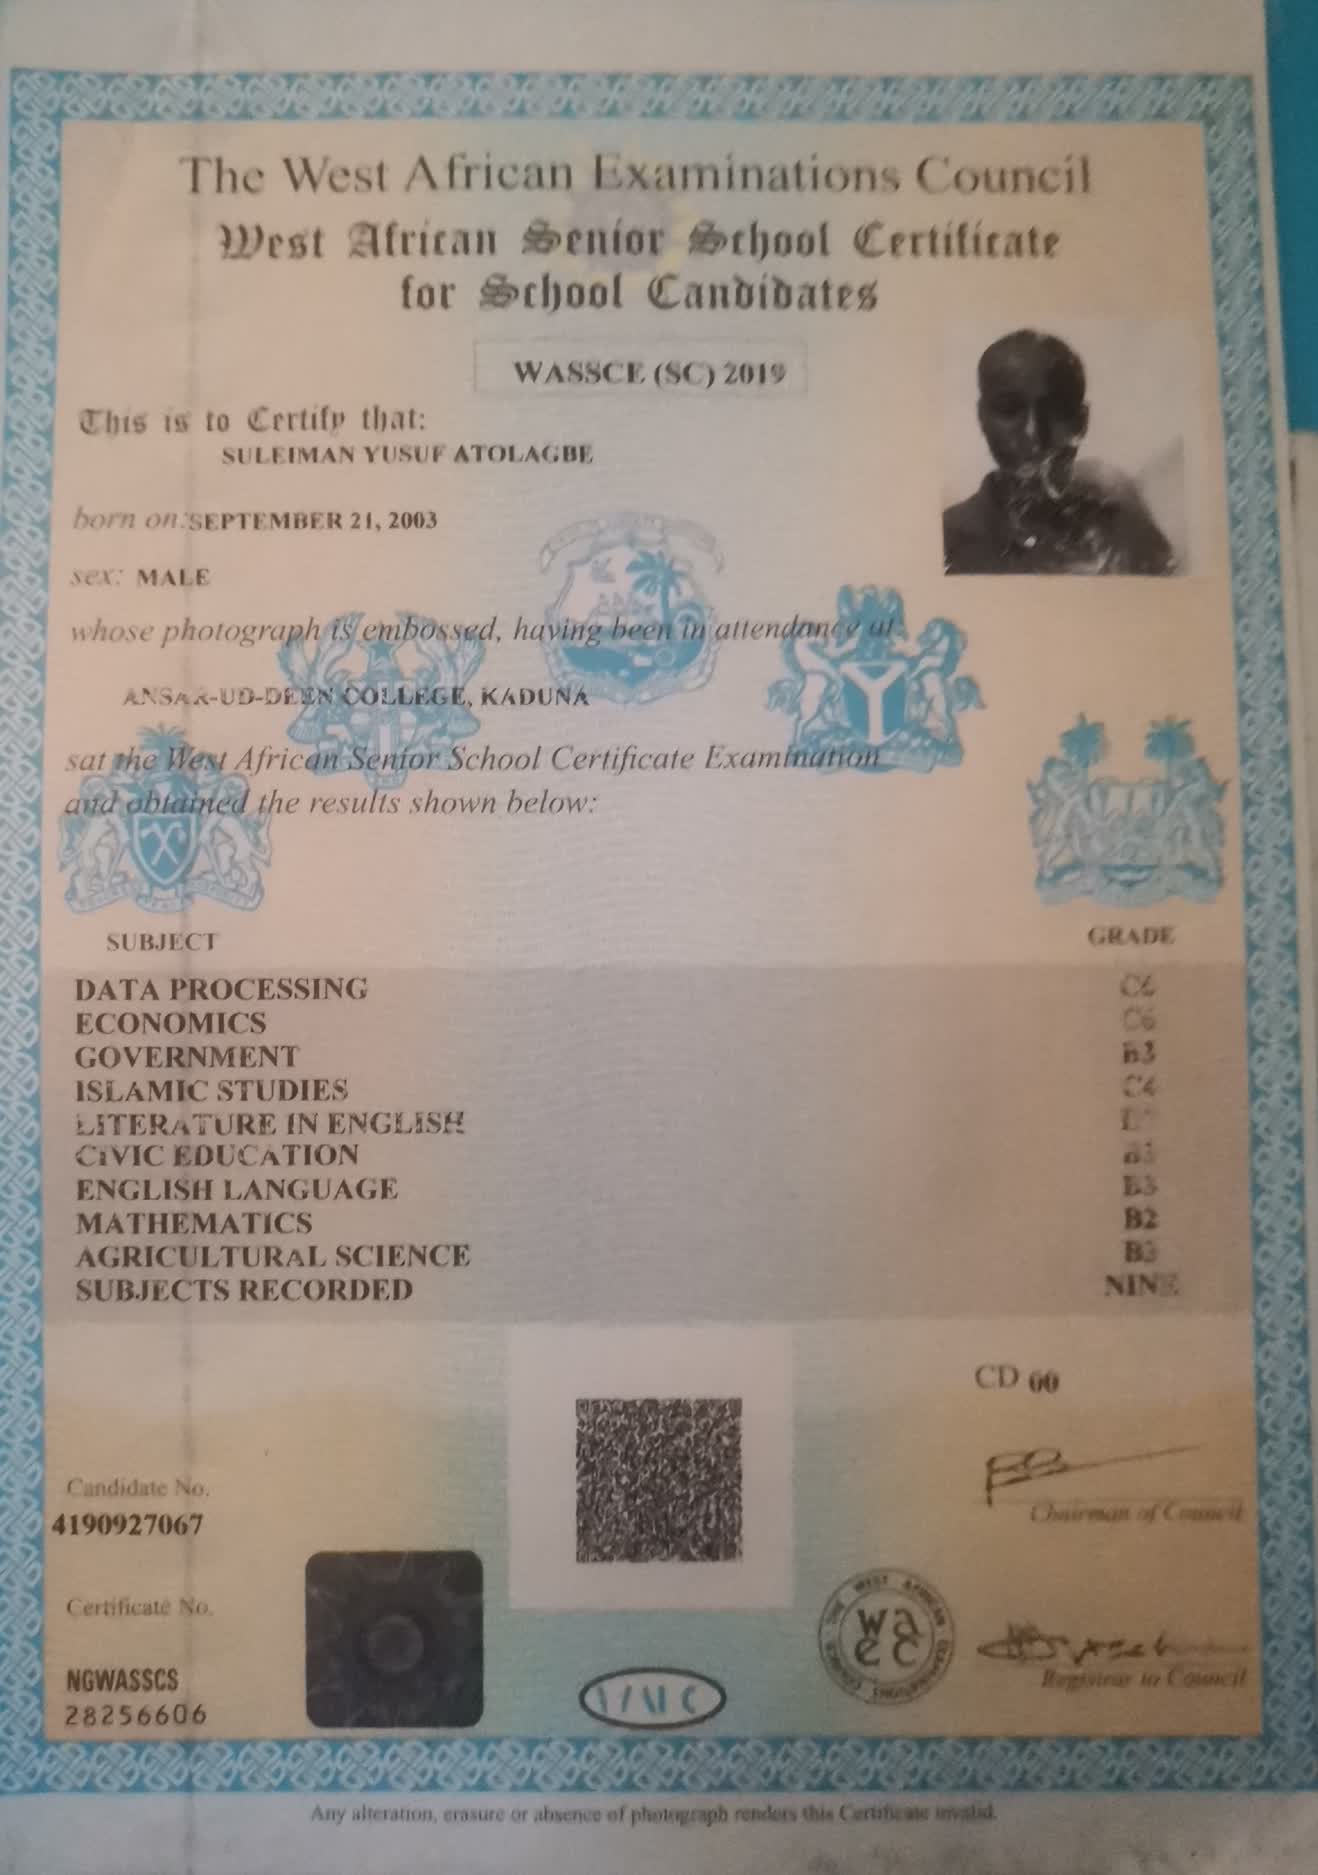 The West African Examinations Council
West African Senior School Certificate
for School Candidates
WASSCE (SC) 2019
This is to Certify that:
SULEIMAN YUSUF ATOLAGBE
born on: SEPTEMBER 21, 2003
sex: MALE
whose photograph is embossed, having been in attendance at
ANSAR-UD-DEEN COLLEGE, KADUNA
sat the West African Senior School Certificate Examination
and obtained the results shown below:
SUBJECT GRADE
DATA PROCESSING C6
ECONOMICS C6
GOVERNMENT B3
ISLAMIC STUDIES C4
LITERATURE IN ENGLISH
CIVIC EDUCATION
ENGLISH LANGUAGE B3
MATHEMATICS B2
AGRICULTURAL SCIENCE B3
SUBJECTS RECORDED NINE
CD 00
Chairman of Council
Candidate No.
4190927067
Certificate No.
NGWASSCS
28256606
waec
Registrar to Council
Any alteration, erasure or absence of photograph renders this Certificate invalid.